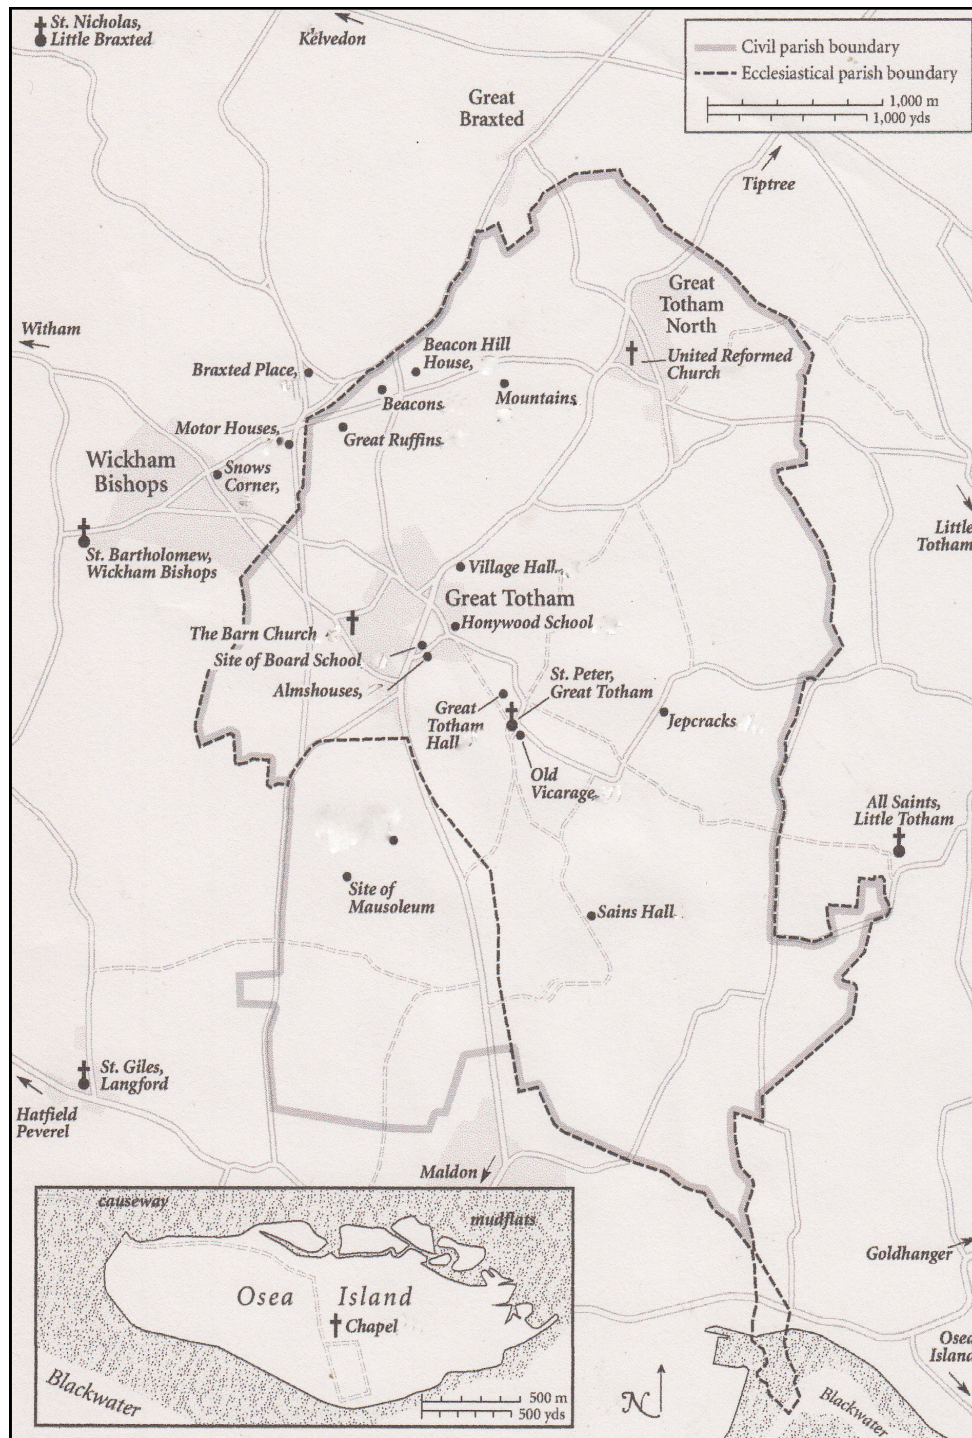 St. Nicholas,
Little Braxted
Kelvedon
Civil parish boundary
Ecclesiastical parish boundary
1,000 m
1,000 yds
Great
Braxted
Tiptree
Great
Totham
North
Witham
Beacon Hill
House,
United Reformed
Church
Braxted Place,
Beacons
Mountains
Motor Houses,
Great Ruffins
Wickham
Bishops
Snows
Corner,
Little
Totham
St. Bartholomew,
Wickham Bishops
Village Hall
Great Totham
Honywood School
The Barn Church
Site of Board School
Almshouses,
St. Peter,
Great Totham
Great
Totham
Hall
Jepcracks
Old
Vicarage
All Saints,
Little Totham
Site of
Mausoleum
Sains Hall
St. Giles,
Langford
Hatfield
Peverel
Maldon
causeway
mudflats
Osea Island
Chapel
Blackwater
500 m
500 yds
N
Goldhanger
Osea
Island
Blackwater